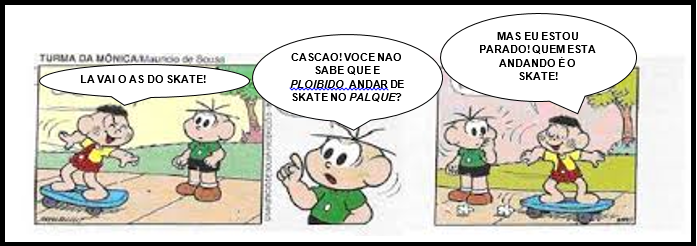 TURMA DA MÔNICA/Mauricio de Sousa
LA VAI O AS DO SKATE!
CASCAO! VOCE NAO
SABE QUE E
PLOIBIDO ANDAR DE
SKATE NO PALQUE?
MAS EU ESTOU
PARADO! QUEM ESTA
ANDANDO É O
SKATE!